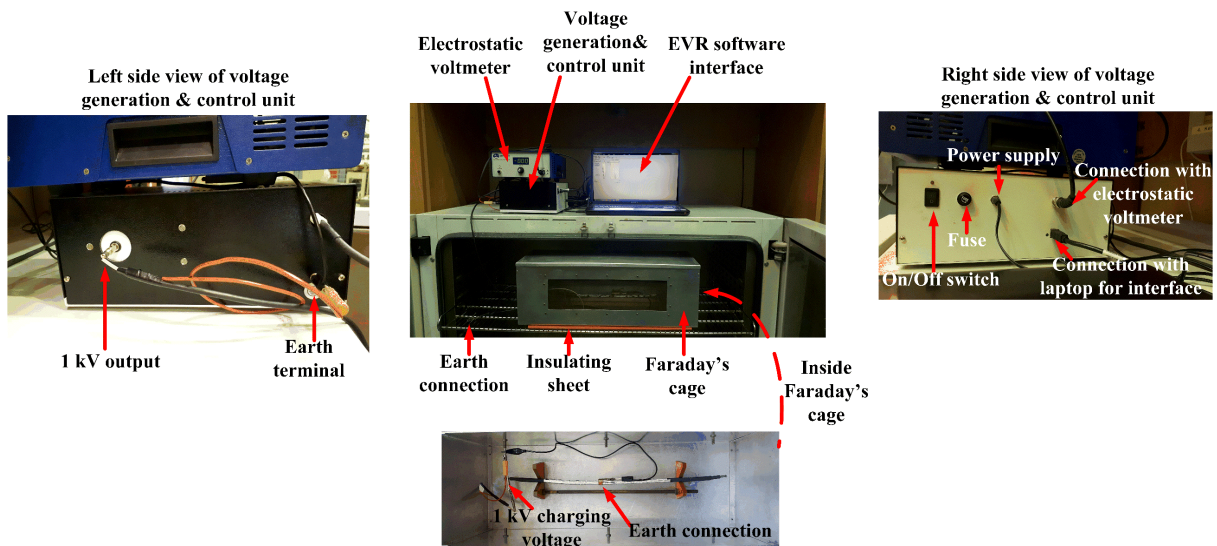 Left side view of voltage
generation & control unit
1 kV output
Earth
terminal
Electrostatic
voltmeter
Voltage
generation&
control unit
EVR software
interface
Earth
connection
Insulating
sheet
Faraday's
cage
Inside
Faraday's
cage
1 kV charging
voltage
Earth connection
Right side view of voltage
generation & control unit
Power supply
Connection with
electrostatic
voltmeter
Fuse
On/Off switch
Connection with
laptop for interface